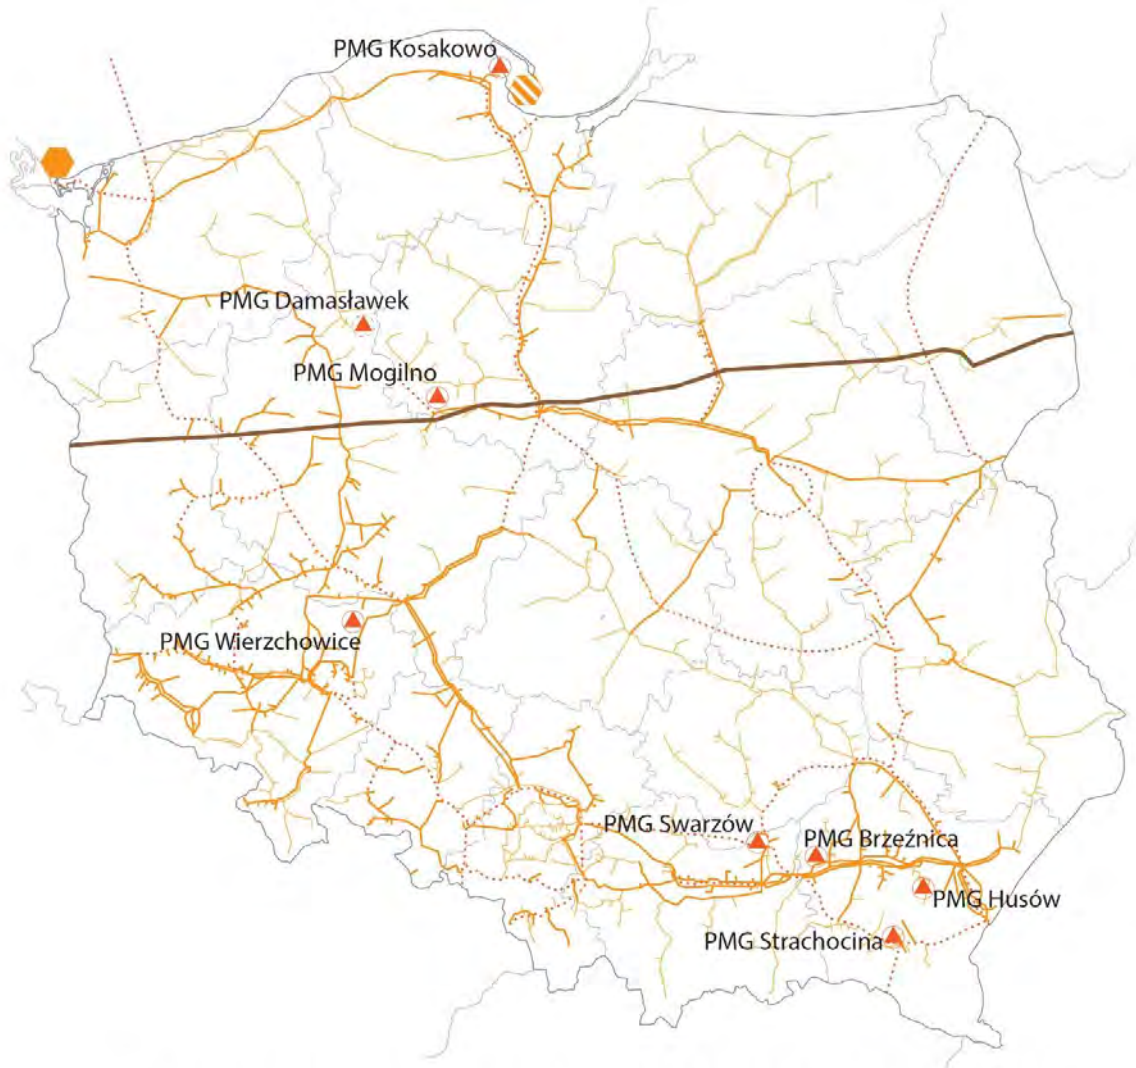 PMG Kosakowo
PMG Damasławek
PMG Mogilno
PMG Wierzchowice
PMG Swarzów
PMG Brzeźnica
PMG Husów
PMG Strachocina